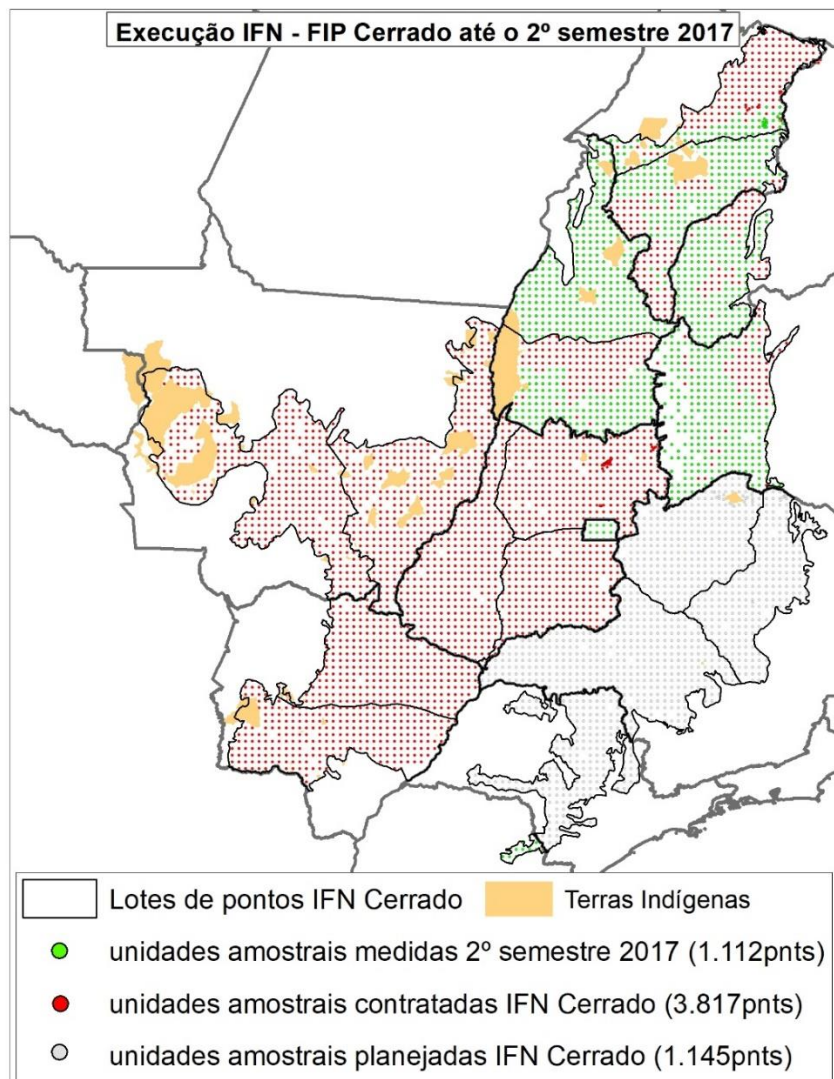 Execução IFN - FIP Cerrado até o 2º semestre 2017
Lotes de pontos IFN Cerrado
Terras Indígenas
unidades amostrais medidas 2º semestre 2017 (1.112pnts)
unidades amostrais contratadas IFN Cerrado (3.817pnts)
unidades amostrais planejadas IFN Cerrado (1.145pnts)